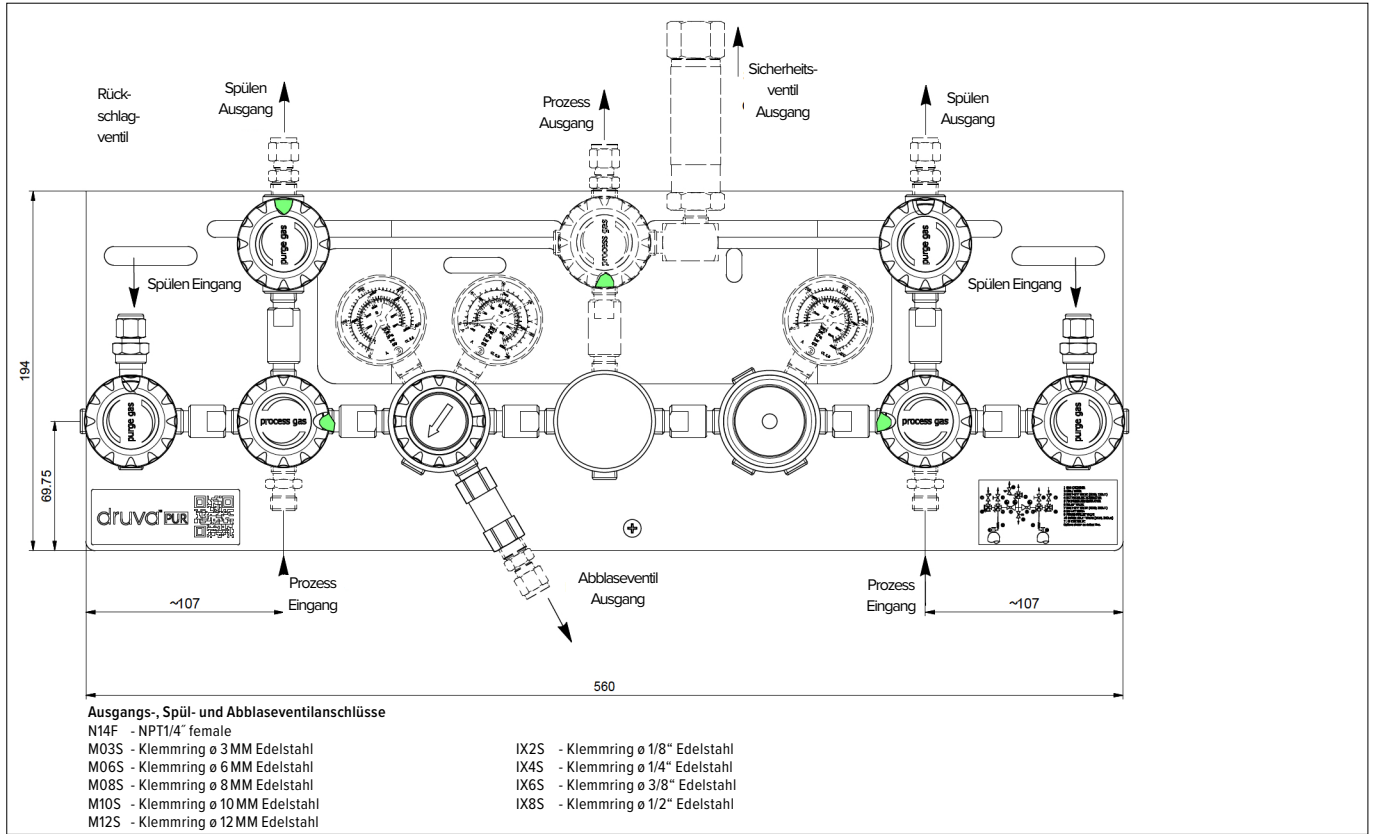 Rück-
schlag-
ventil
Spülen
Ausgang
Prozess
Ausgang
Sicherheits-
ventil
Ausgang
Spülen
Ausgang
purge gas
process gas
purge gas
Spülen Eingang
Spülen Eingang
194
69.75
purge gas
process gas
process gas
purge gas
druva PUR
Prozess
Eingang
Abblaseventil
Ausgang
Prozess
Eingang
~107
~107
560
Ausgangs-, Spül- und Abblaseventilanschlüsse
N14F - NPT1/4˝ female
M03S - Klemmring ø 3 MM Edelstahl
M06S - Klemmring ø 6 MM Edelstahl
M08S - Klemmring ø 8 MM Edelstahl
M10S - Klemmring ø 10 MM Edelstahl
M12S - Klemmring ø 12 MM Edelstahl
IX2S - Klemmring ø 1/8“ Edelstahl
IX4S - Klemmring ø 1/4“ Edelstahl
IX6S - Klemmring ø 3/8“ Edelstahl
IX8S - Klemmring ø 1/2“ Edelstahl